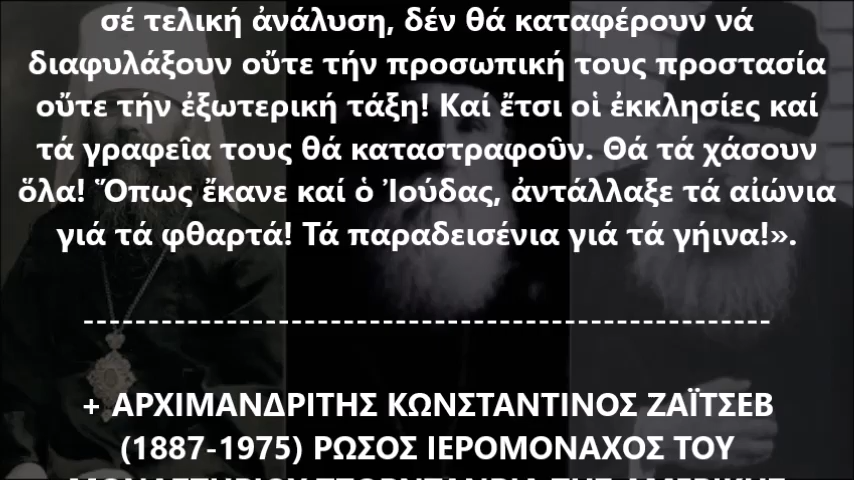 σέ τελική ἀνάλυση, δέν θά καταφέρουν νά
διαφυλάξουν οὔτε τήν προσωπική τους προστασία
οὔτε τήν ἐξωτερική τάξη! Καί ἔτσι οἱ ἐκκλησίες καί
τά γραφεῖα τους θά καταστραφοῦν. Θά τά χάσουν
ὅλα! Ὅπως ἔκανε καί ὁ Ἰούδας, ἀντάλλαξε τά αἰώνια
γιά τά φθαρτά! Τά παραδεισένια γιά τά γήινα!».
------------------------------------------------------
+ ΑΡΧΙΜΑΝΔΡΙΤΗΣ ΚΩΝΣΤΑΝΤΙΝΟΣ ΖΑΪΤΣΕΒ
(1887-1975) ΡΩΣΟΣ ΙΕΡΟΜΟΝΑΧΟΣ ΤΟΥ